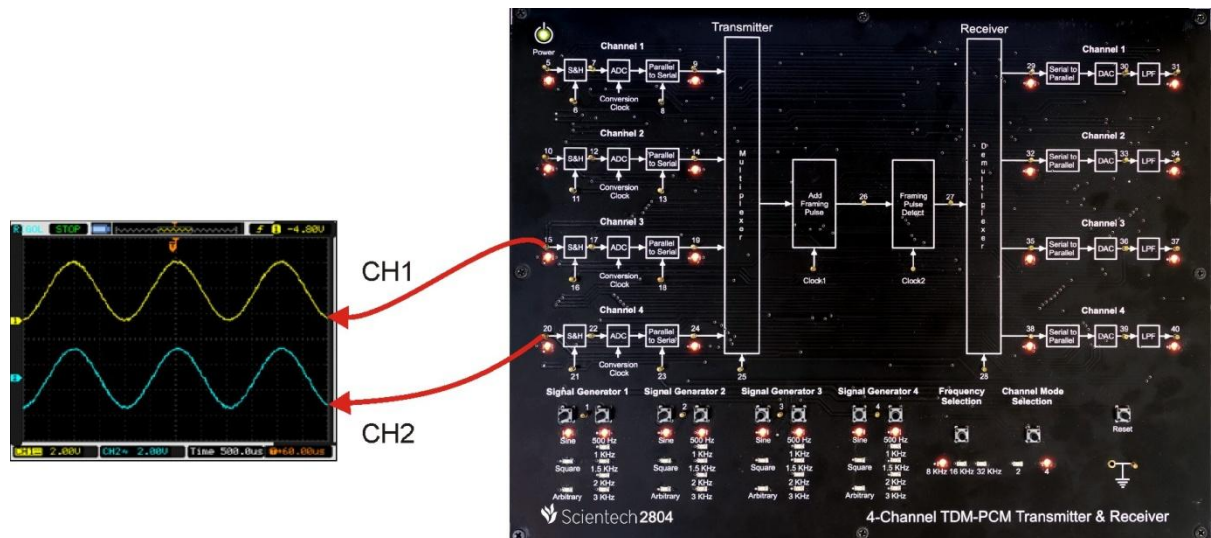 Transmitter
Receiver
Power
Channel 1
5
S&H
7
ADC
Parallel
to Serial
9
6
Conversion
Clock
8
Channel 2
10
S&H
12
ADC
Parallel
to Serial
14
11
Conversion
Clock
13
Channel 3
15
S&H
17
ADC
Parallel
to Serial
19
16
Conversion
Clock
18
Channel 4
20
S&H
22
ADC
Parallel
to Serial
24
21
Conversion
Clock
23
Multiplexer
25
Add
Framing
Pulse
Clock1
26
Framing
Pulse
Detect
Clock2
27
Demultiplexer
28
Channel 1
29
Serial to
Parallel
DAC
30
LPF
31
Channel 2
32
Serial to
Parallel
DAC
33
LPF
34
Channel 3
35
Serial to
Parallel
DAC
36
LPF
37
Channel 4
38
Serial to
Parallel
DAC
39
LPF
40
CH1
CH2
RIGOL STOP 1 -4.80V
CH1 2.00V CH2 2.00V Time 500.0us 60.00us
Signal Generator 1
1
Sine
Square
Arbitrary
500 Hz
1 KHz
1.5 KHz
2 KHz
3 KHz
Signal Generator 2
2
Sine
Square
Arbitrary
500 Hz
1 KHz
1.5 KHz
2 KHz
3 KHz
Signal Generator 3
3
Sine
Square
Arbitrary
500 Hz
1 KHz
1.5 KHz
2 KHz
3 KHz
Signal Generator 4
4
Sine
Square
Arbitrary
500 Hz
1 KHz
1.5 KHz
2 KHz
3 KHz
Frequency
Selection
8 KHz 16 KHz 32 KHz
Channel Mode
Selection
2 4
Reset
Scientech 2804
4-Channel TDM-PCM Transmitter & Receiver